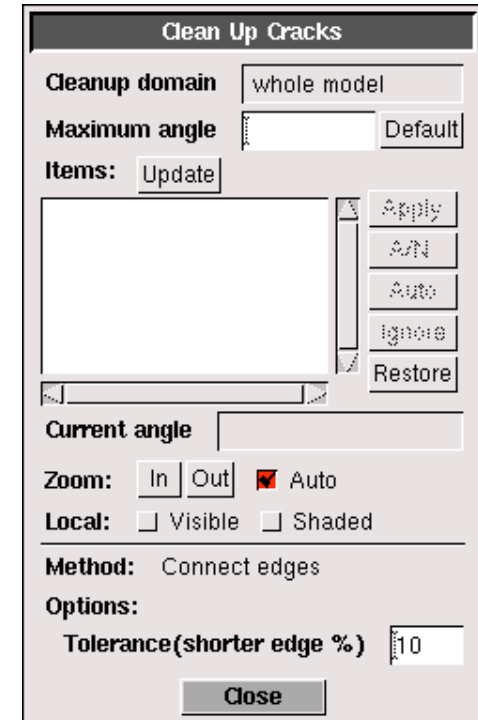 Clean Up Cracks
Cleanup domain whole model
Maximum angle Default
Items: Update
Apply
A/N
Auto
Ignore
Restore
Current angle
Zoom: In Out Auto
Local: Visible Shaded
Method: Connect edges
Options:
Tolerance(shorter edge %) 10
Close